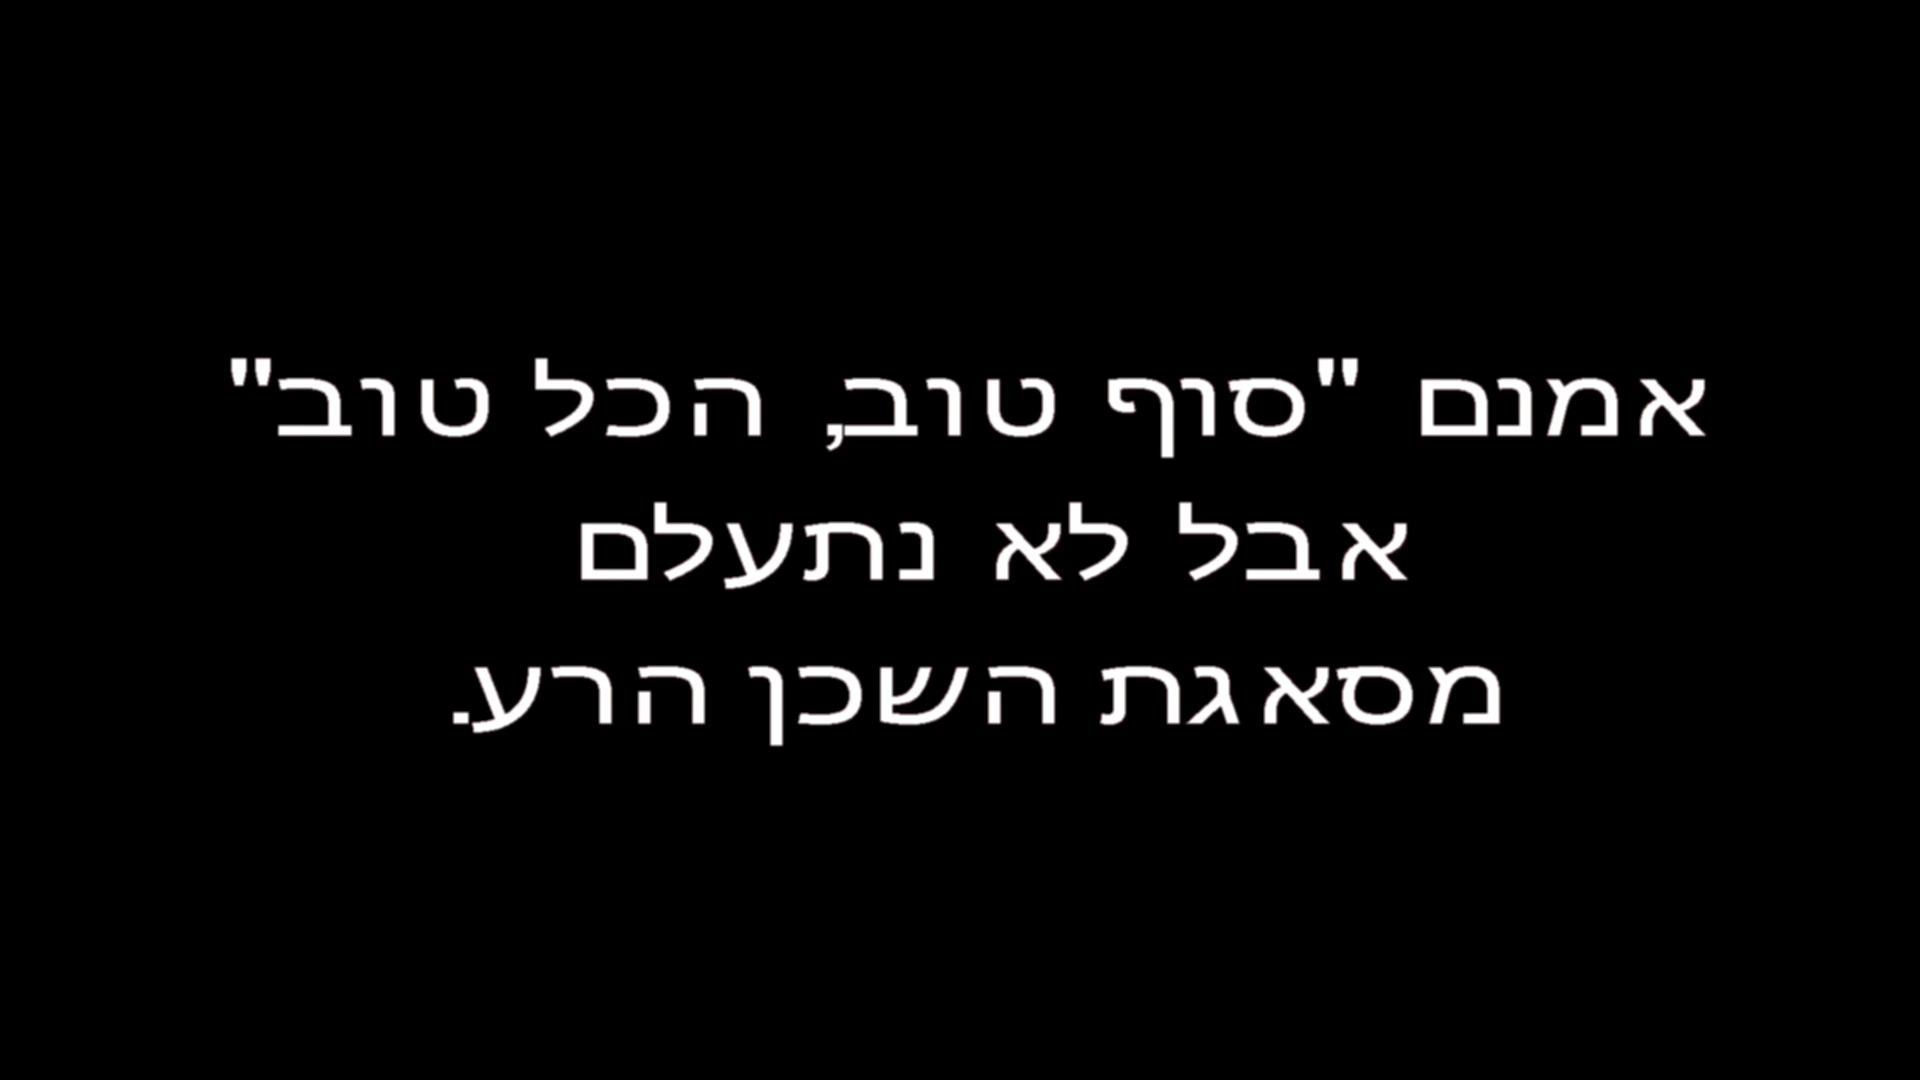 אמנם "סוף טוב, הכל טוב"
אבל לא נתעלם
מסאגת השכן הרע.